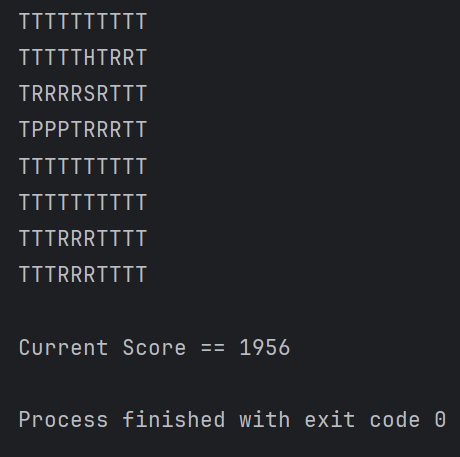 TTTTTTTTTT
TTTTTHTRRT
TRRRRSRTTT
TPPPTRRRTT
TTTTTTTTTT
TTTTTTTTTT
TTTRRRTTTT
TTTRRRTTTT
Current Score == 1956
Process finished with exit code 0